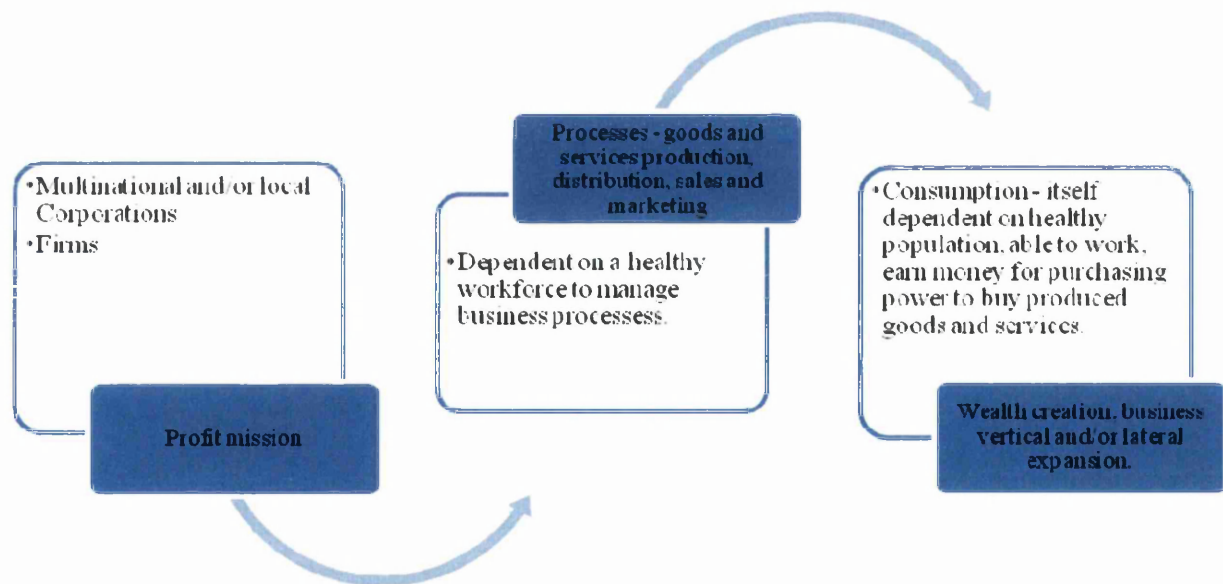 •Multinational and/or local
Corporations
•Firms
Profit mission
Processes - goods and
services production,
distribution, sales and
marketing
•Dependent on a healthy
workforce to manage
business processess.
•Consumption - itself
dependent on healthy
population, able to work,
earn money for purchasing
power to buy produced
goods and services.
Wealth creation, business
vertical and/or lateral
expansion.